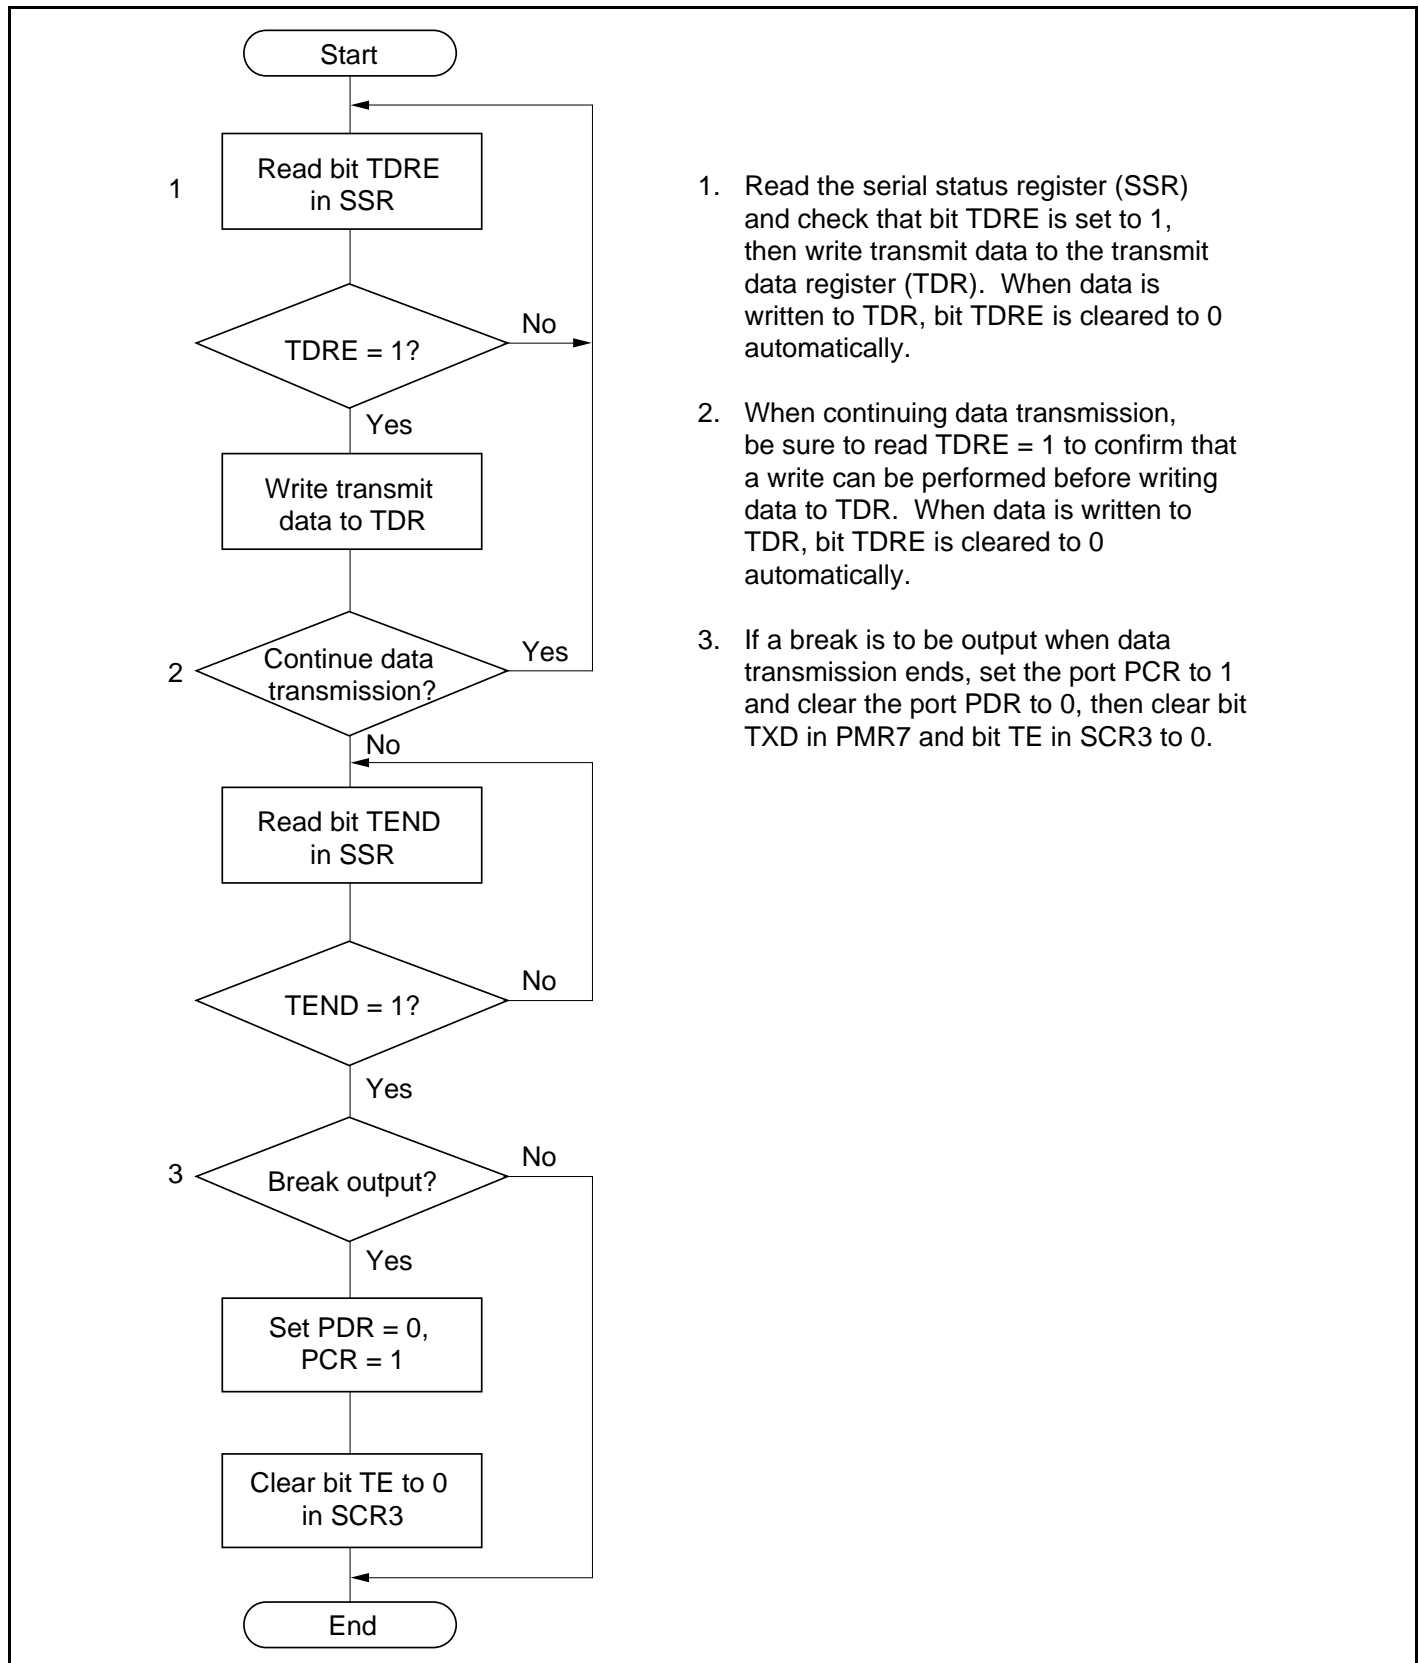 Start
1
Read bit TDRE
in SSR
TDRE = 1?
No
Yes
Write transmit
data to TDR
2
Continue data
transmission?
Yes
No
Read bit TEND
in SSR
TEND = 1?
No
Yes
3
Break output?
No
Yes
Set PDR = 0,
PCR = 1
Clear bit TE to 0
in SCR3
End
1. Read the serial status register (SSR)
and check that bit TDRE is set to 1,
then write transmit data to the transmit
data register (TDR). When data is
written to TDR, bit TDRE is cleared to 0
automatically.
2. When continuing data transmission,
be sure to read TDRE = 1 to confirm that
a write can be performed before writing
data to TDR. When data is written to
TDR, bit TDRE is cleared to 0
automatically.
3. If a break is to be output when data
transmission ends, set the port PCR to 1
and clear the port PDR to 0, then clear bit
TXD in PMR7 and bit TE in SCR3 to 0.